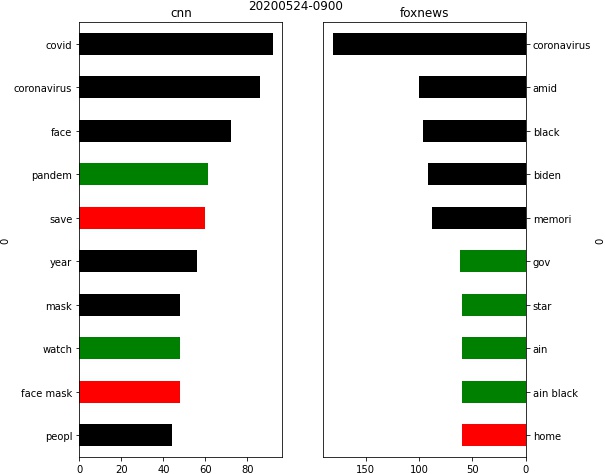 20200524-0900
cnn
foxnews
covid
coronavirus
face
pandem
save
year
mask
watch
face mask
peopl
0
0 20 40 60 80
coronavirus
amid
black
biden
memori
gov
star
ain
ain black
home
0
150 100 50 0